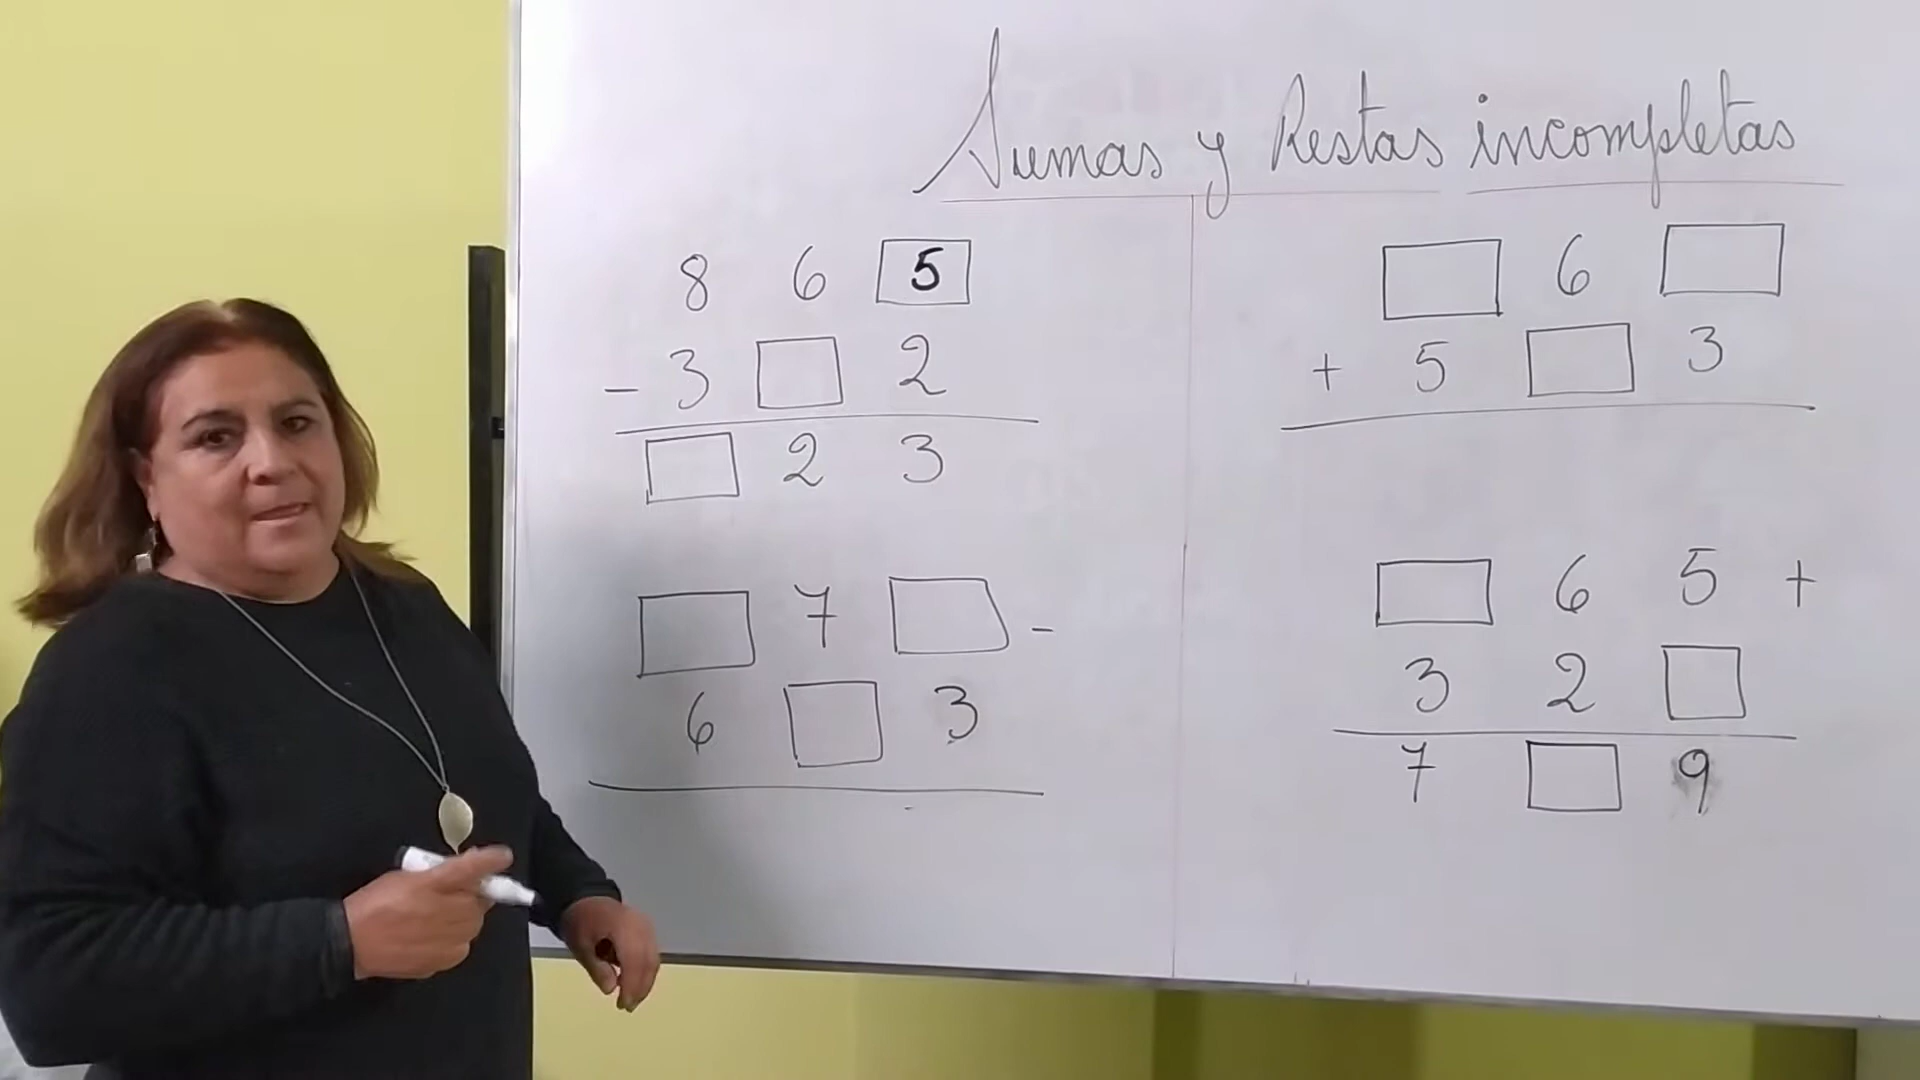 Sumas y Restas incompletas
8 6 5
- 3 □ 2
□ 2 3
□ 7 □ -
6 □ 3
□ 6 □
+ 5 □ 3
□ 6 5 +
3 2 □
7 □ 9